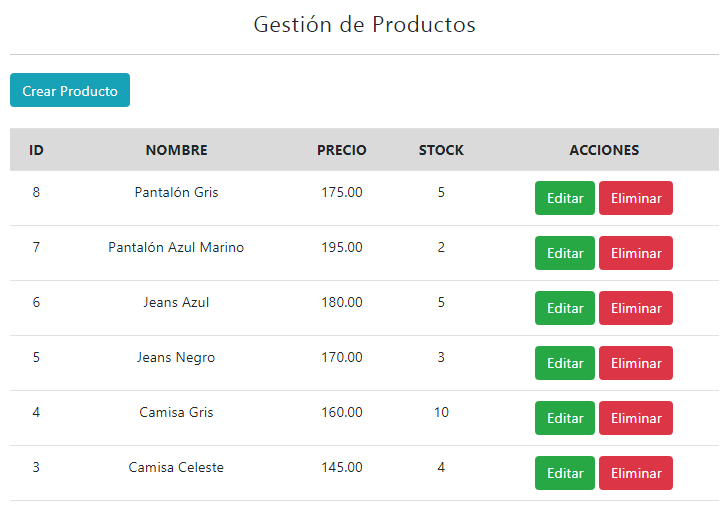 Gestión de Productos
Crear Producto
ID NOMBRE PRECIO STOCK ACCIONES
8 Pantalón Gris 175.00 5 Editar Eliminar
7 Pantalón Azul Marino 195.00 2 Editar Eliminar
6 Jeans Azul 180.00 5 Editar Eliminar
5 Jeans Negro 170.00 3 Editar Eliminar
4 Camisa Gris 160.00 10 Editar Eliminar
3 Camisa Celeste 145.00 4 Editar Eliminar